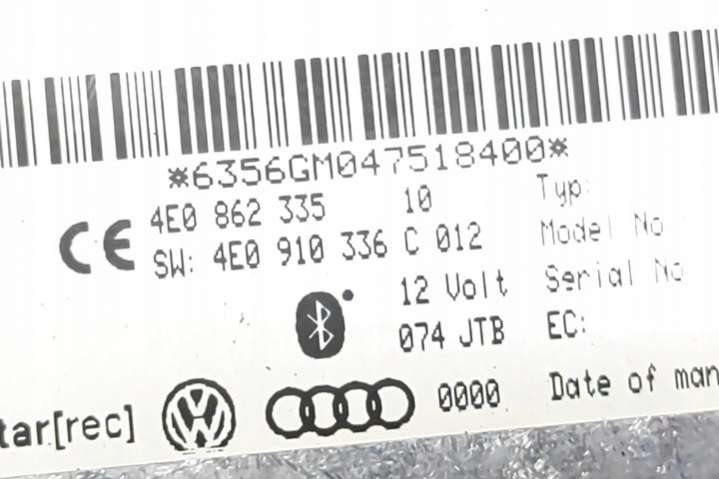 *6356GM047518400*
4E0 862 335 10 Typ:
SW: 4E0 910 336 C 012 Model No
12 Volt Serial No
074 JTB EC:
tar[rec] 0000 Date of man